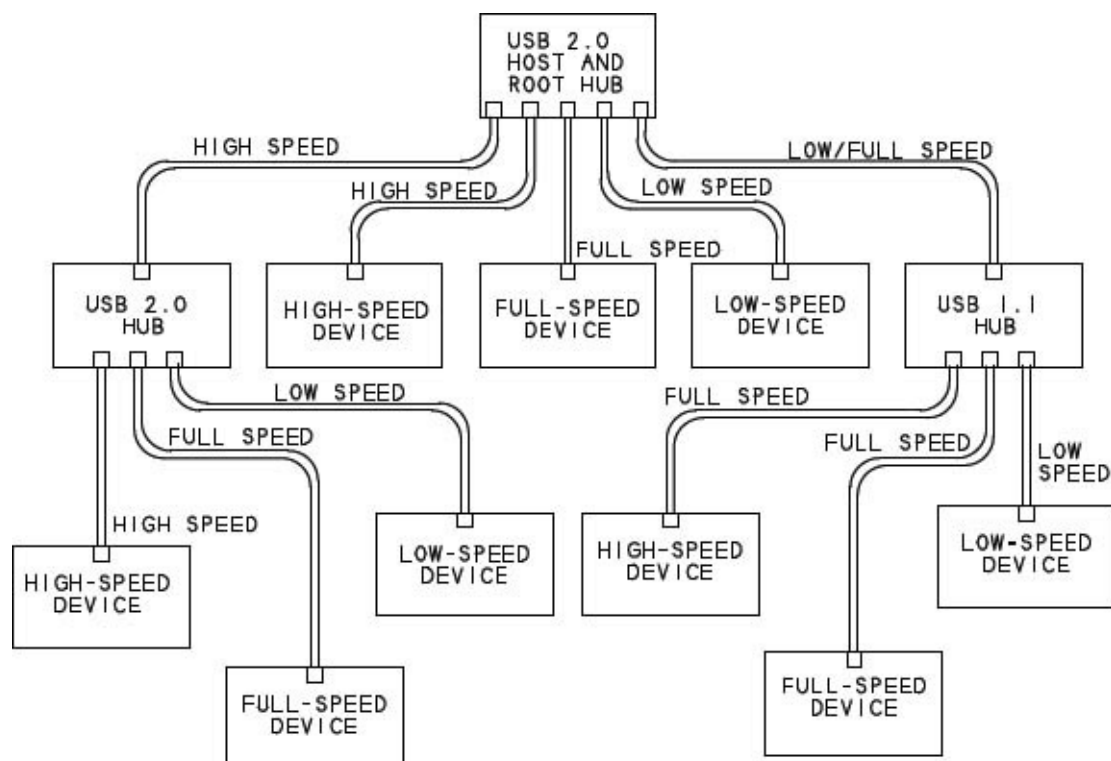 USB 2.0
HOST AND
ROOT HUB
HIGH SPEED
LOW/FULL SPEED
HIGH SPEED
LOW SPEED
FULL SPEED
USB 2.0
HUB
HIGH-SPEED
DEVICE
FULL-SPEED
DEVICE
LOW-SPEED
DEVICE
USB 1.1
HUB
LOW SPEED
FULL SPEED
FULL SPEED
FULL SPEED
LOW
SPEED
HIGH SPEED
HIGH-SPEED
DEVICE
LOW-SPEED
DEVICE
HIGH-SPEED
DEVICE
LOW-SPEED
DEVICE
FULL-SPEED
DEVICE
FULL-SPEED
DEVICE